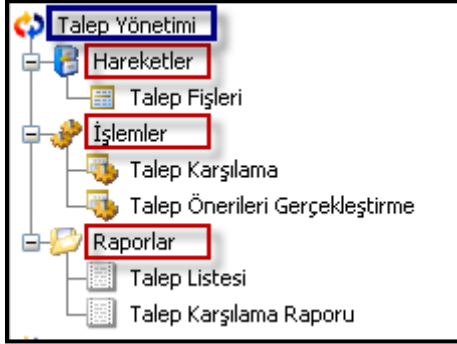 Talep Yönetimi
Hareketler
Talep Fişleri
İşlemler
Talep Karşılama
Talep Önerileri Gerçekleştirme
Raporlar
Talep Listesi
Talep Karşılama Raporu